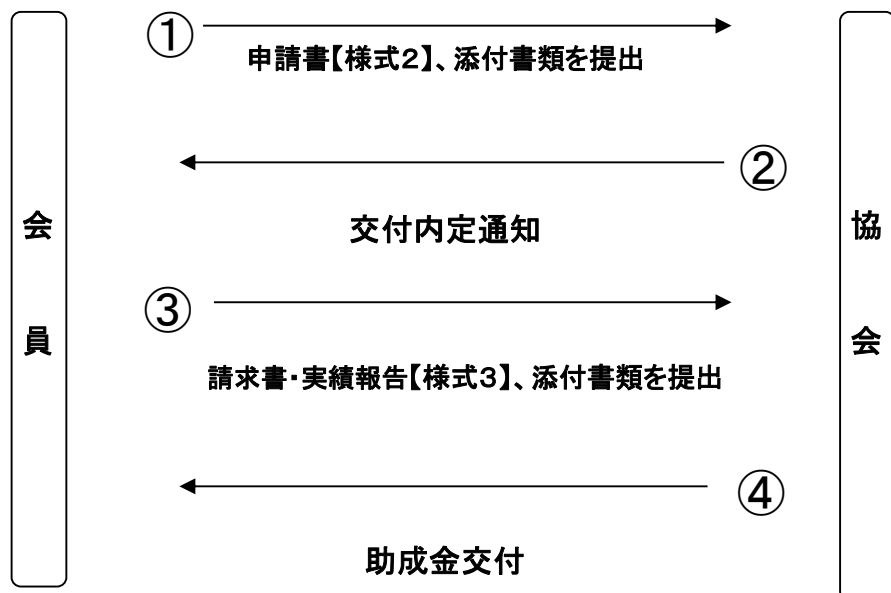 ①
申請書【様式２】、添付書類を提出
②
交付内定通知
会員
協会
③
請求書・実績報告【様式３】、添付書類を提出
④
助成金交付